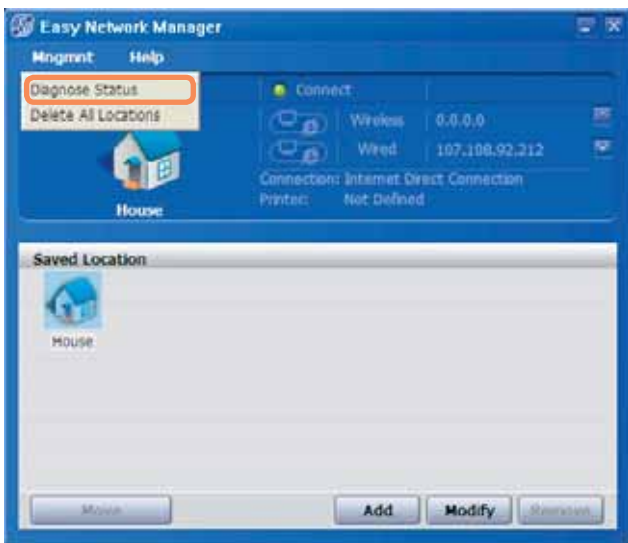 Easy Network Manager
Mngmnt Help
Diagnose Status
Delete All Locations
Connect
Wireless 0.0.0.0
Wired 107.108.92.212
Connection: Internet Direct Connection
Printer: Not Defined
House
Saved Location
House
Move Add Modify Remove